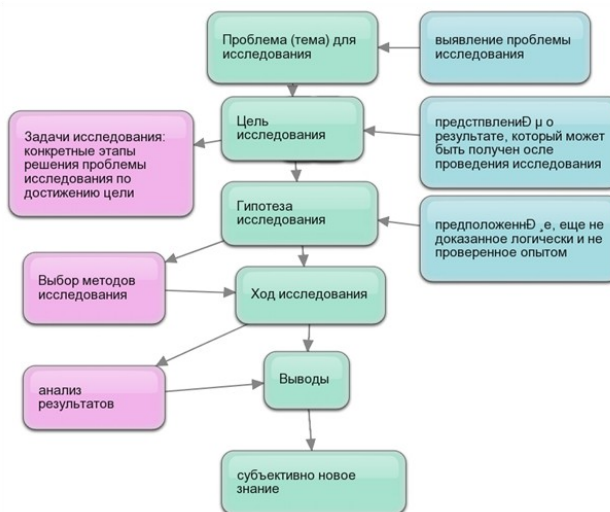 Проблема (тема) для
исследования
выявление проблемы
исследования
Цель
исследования
предстпвлениÐ µ о
результате, который может
быть получен осле
проведения исследования
Задачи исследования:
конкретные этапы
решения проблемы
исследования по
достижению цели
Гипотеза
исследования
предположеннÐ ¸е, еще не
доказанное логически и не
проверенное опытом
Выбор методов
исследования
Ход исследования
анализ
результатов
Выводы
субъективно новое
знание